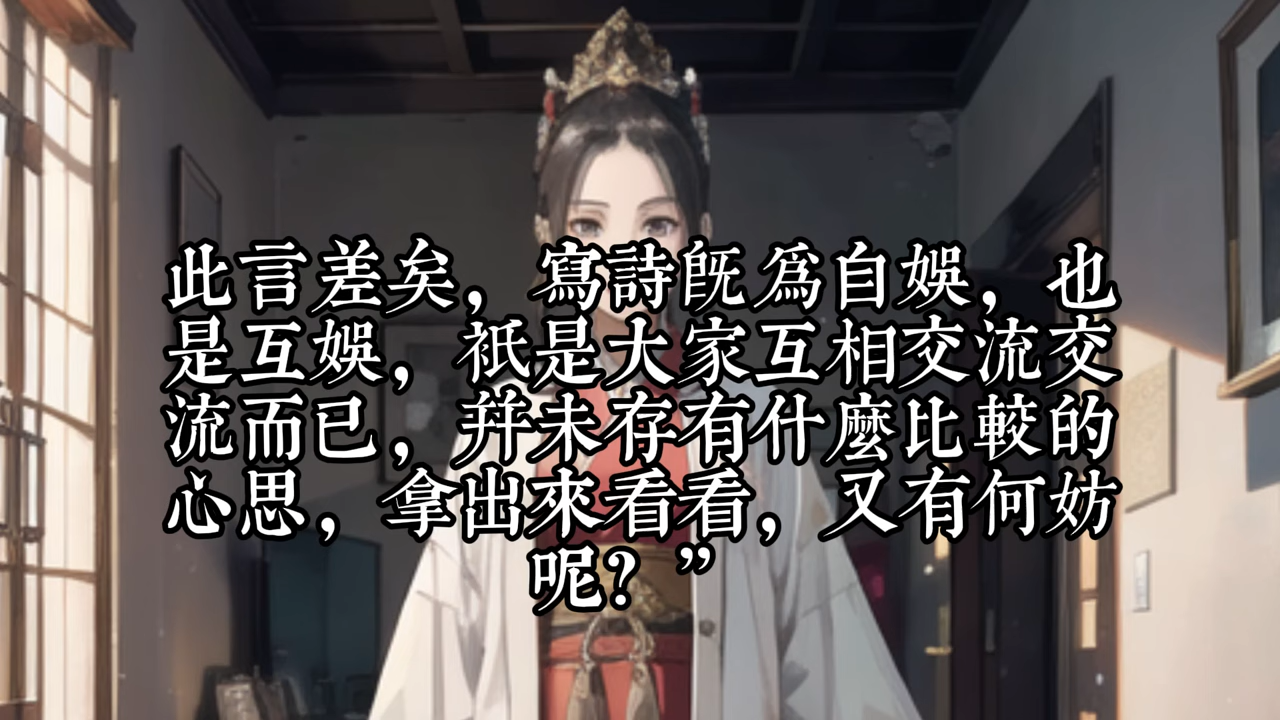 此言差矣，寫詩既爲自娛，也
是互娛，衹是大家互相交流交
流而已，并未存有什麼比較的
心思，拿出來看看，又有何妨
呢？”